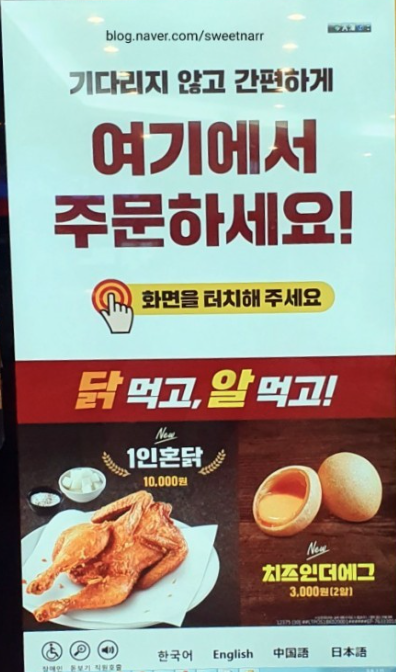 blog.naver.com/sweetnarr
기다리지 않고 간편하게
여기에서
주문하세요!
화면을 터치해 주세요
닭 먹고, 알 먹고!
New
1인혼닭
10,000원
New
치즈인더에그
3,000원(2알)
장애인 돋보기 직원호출
한국어 English 中国語 日本語